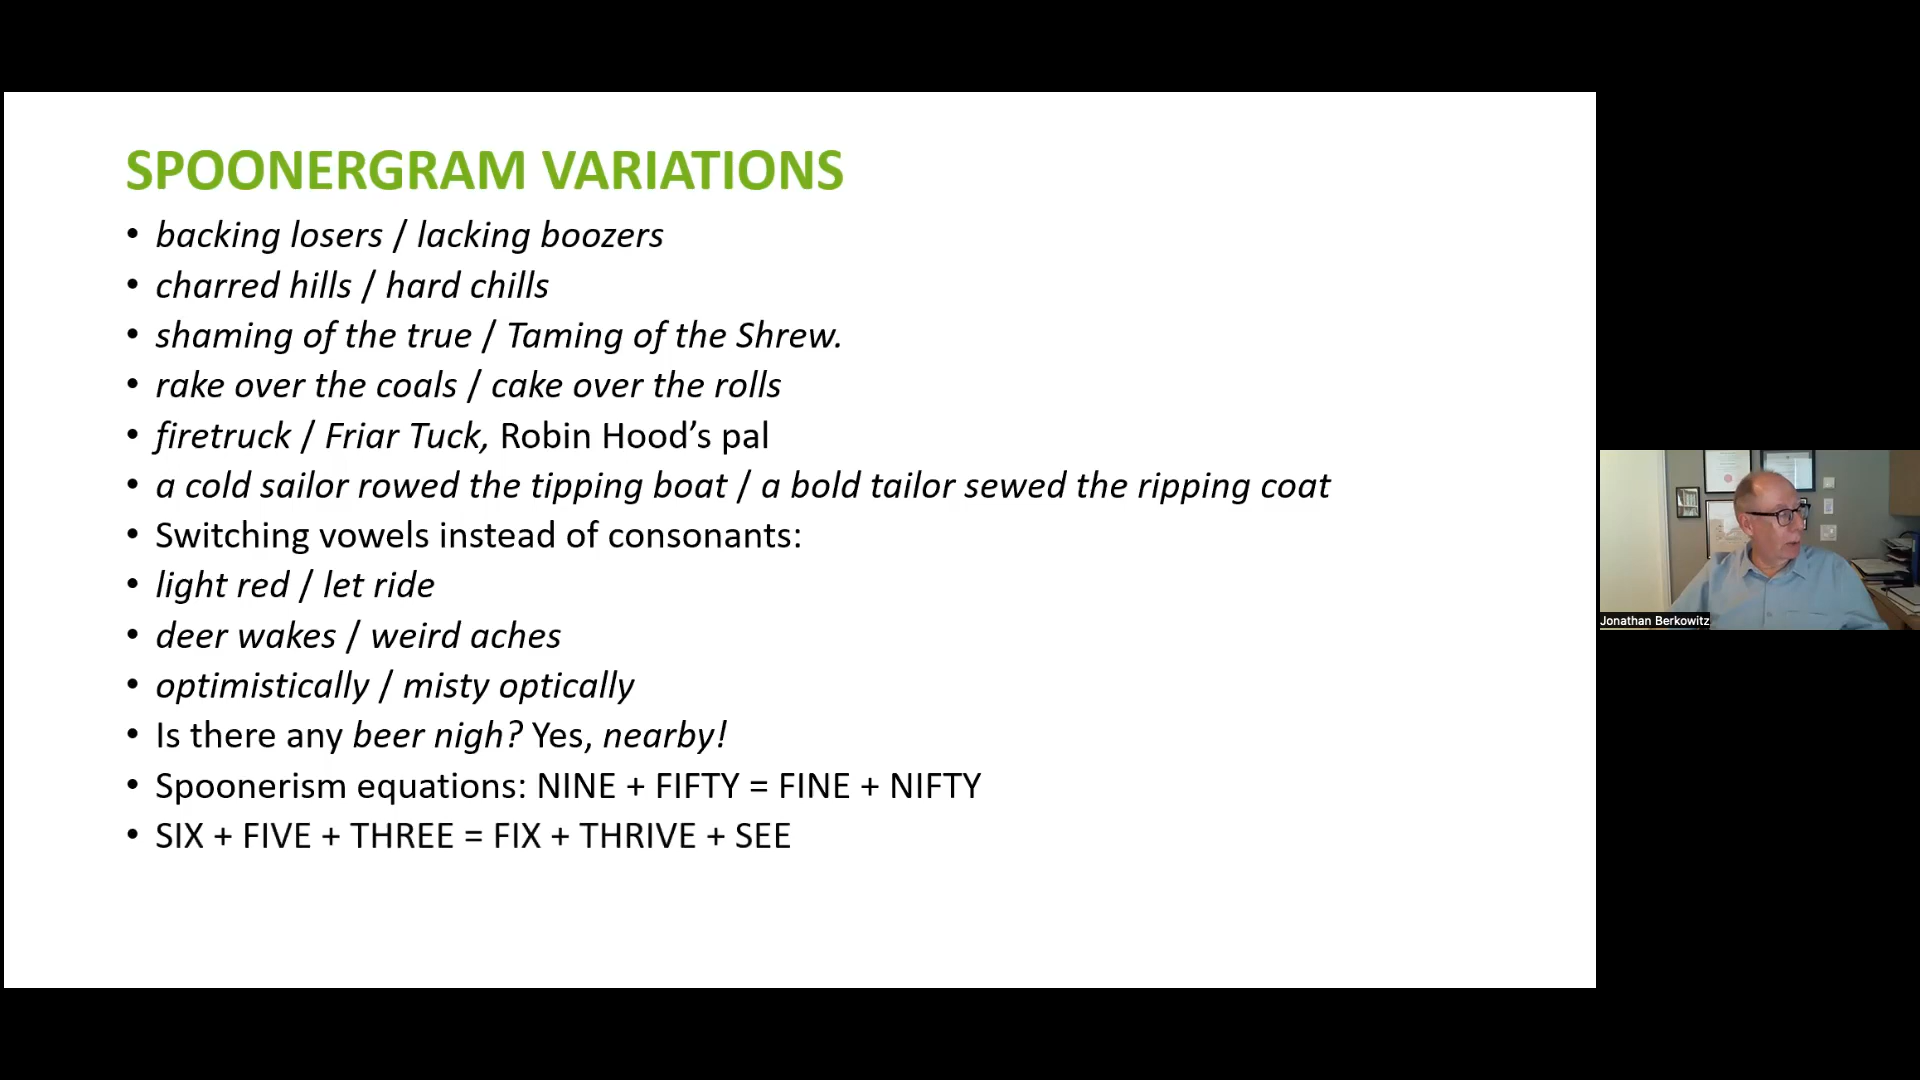 SPOONERGRAM VARIATIONS
• backing losers / lacking boozers
• charred hills / hard chills
• shaming of the true / Taming of the Shrew.
• rake over the coals / cake over the rolls
• firetruck / Friar Tuck, Robin Hood’s pal
• a cold sailor rowed the tipping boat / a bold tailor sewed the ripping coat
• Switching vowels instead of consonants:
• light red / let ride
• deer wakes / weird aches
• optimistically / misty optically
• Is there any beer nigh? Yes, nearby!
• Spoonerism equations: NINE + FIFTY = FINE + NIFTY
• SIX + FIVE + THREE = FIX + THRIVE + SEE
Jonathan Berkowitz